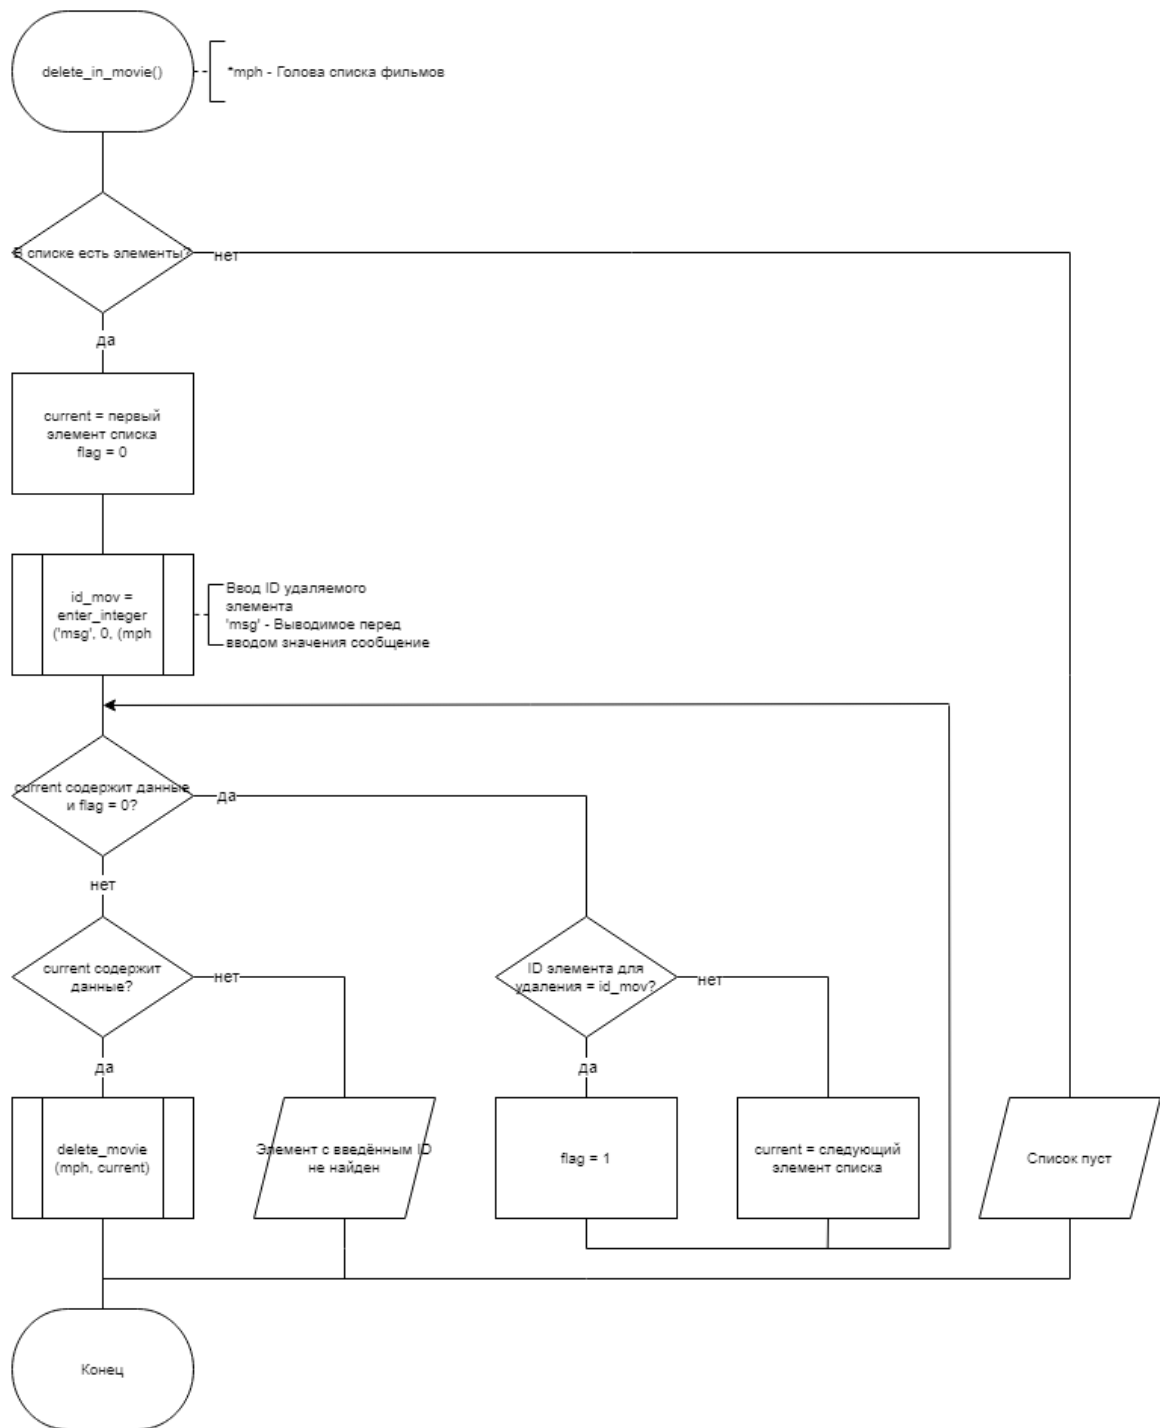 delete_in_movie()
*mph - Голова списка фильмов
В списке есть элементы?
нет
да
current = первый
элемент списка
flag = 0
id_mov =
enter_integer
('msg', 0, (mph
Ввод ID удаляемого
элемента
'msg' - Выводимое перед
вводом значения сообщение
current содержит данные
и flag = 0?
да
нет
current содержит
данные?
нет
ID элемента для
удаления = id_mov?
нет
да
да
delete_movie
(mph, current)
Элемент с введённым ID
не найден
flag = 1
current = следующий
элемент списка
Список пуст
Конец